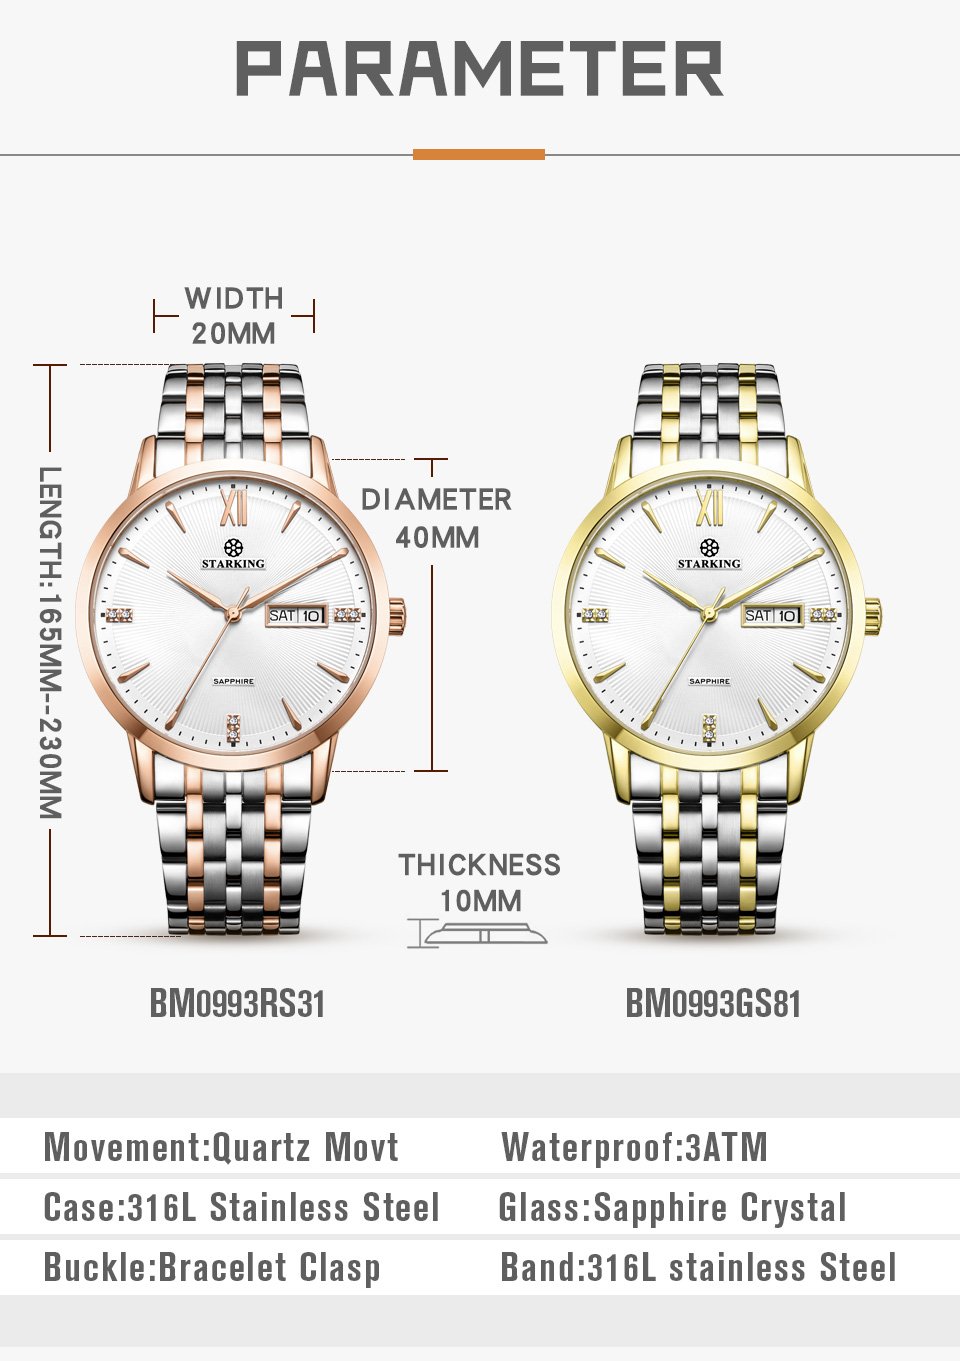 PARAMETER
WIDTH
20MM
LENGTH:165MM--230MM
DIAMETER
40MM
XII
STARKING
SAT 10
SAPPHIRE
XII
STARKING
SAT 10
SAPPHIRE
THICKNESS
10MM
BM0993RS31
BM0993GS81
Movement:Quartz Movt
Waterproof:3ATM
Case:316L Stainless Steel
Glass:Sapphire Crystal
Buckle:Bracelet Clasp
Band:316L stainless Steel